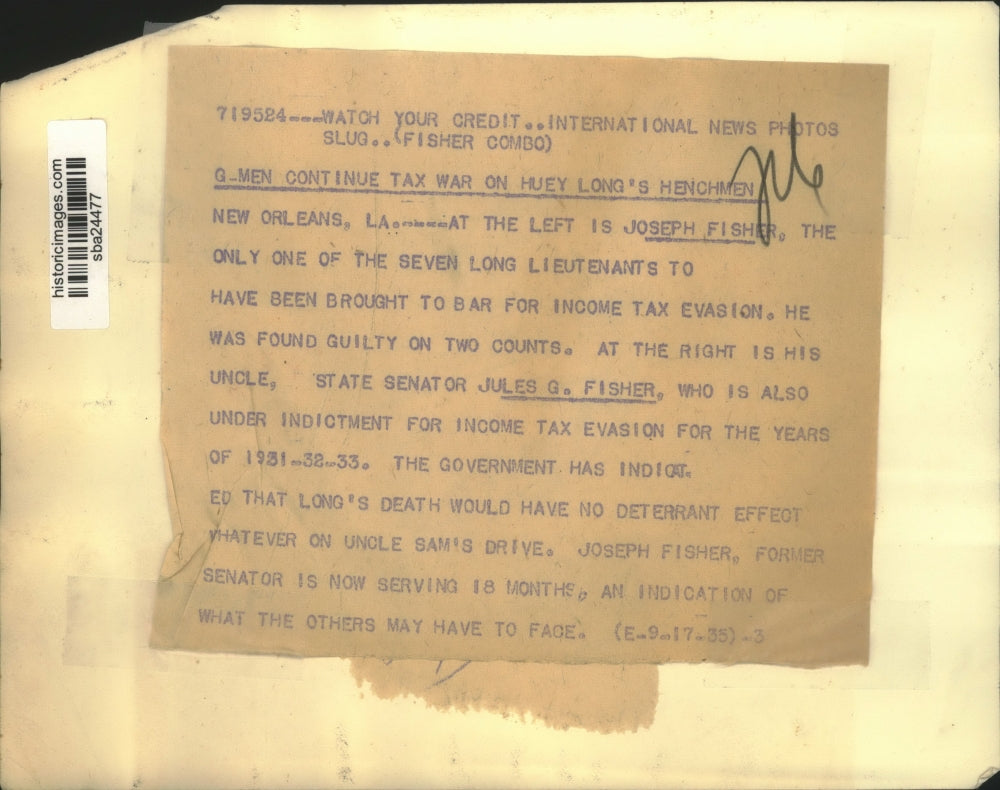 historicimages.com
sba24477
719524---WATCH YOUR CREDIT..INTERNATIONAL NEWS PHOTOS
SLUG..(FISHER COMBO)
G-MEN CONTINUE TAX WAR ON HUEY LONG'S HENCHMEN
NEW ORLEANS, LA.----AT THE LEFT IS JOSEPH FISHER, THE
ONLY ONE OF THE SEVEN LONG LIEUTENANTS TO
HAVE BEEN BROUGHT TO BAR FOR INCOME TAX EVASION. HE
WAS FOUND GUILTY ON TWO COUNTS. AT THE RIGHT IS HIS
UNCLE, STATE SENATOR JULES G. FISHER, WHO IS ALSO
UNDER INDICTMENT FOR INCOME TAX EVASION FOR THE YEARS
OF 1931-32-33. THE GOVERNMENT HAS INDICAT-
ED THAT LONG'S DEATH WOULD HAVE NO DETERRANT EFFECT
WHATEVER ON UNCLE SAM'S DRIVE. JOSEPH FISHER, FORMER
SENATOR IS NOW SERVING 18 MONTHS, AN INDICATION OF
WHAT THE OTHERS MAY HAVE TO FACE. (E-9-17-35)-3